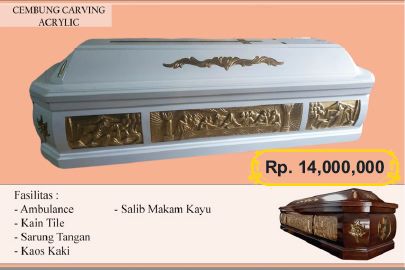 CEMBUNG CARVING
ACRYLIC
Rp. 14,000,000
Fasilitas :
- Ambulance
- Salib Makam Kayu
- Kain Tile
- Sarung Tangan
- Kaos Kaki